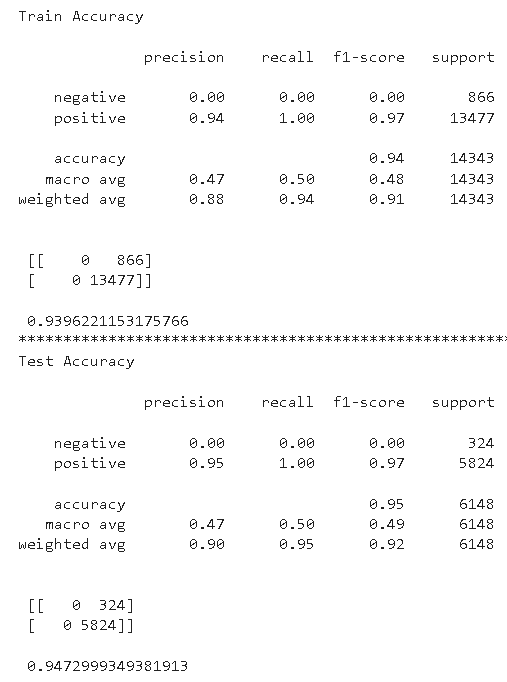 Train Accuracy
precision recall f1-score support
negative 0.00 0.00 0.00 866
positive 0.94 1.00 0.97 13477
accuracy 0.94 14343
macro avg 0.47 0.50 0.48 14343
weighted avg 0.88 0.94 0.91 14343
[[ 0 866]
[ 0 13477]]
0.9396221153175766
*******************************************************
Test Accuracy
precision recall f1-score support
negative 0.00 0.00 0.00 324
positive 0.95 1.00 0.97 5824
accuracy 0.95 6148
macro avg 0.47 0.50 0.49 6148
weighted avg 0.90 0.95 0.92 6148
[[ 0 324]
[ 0 5824]]
0.9472999349381913